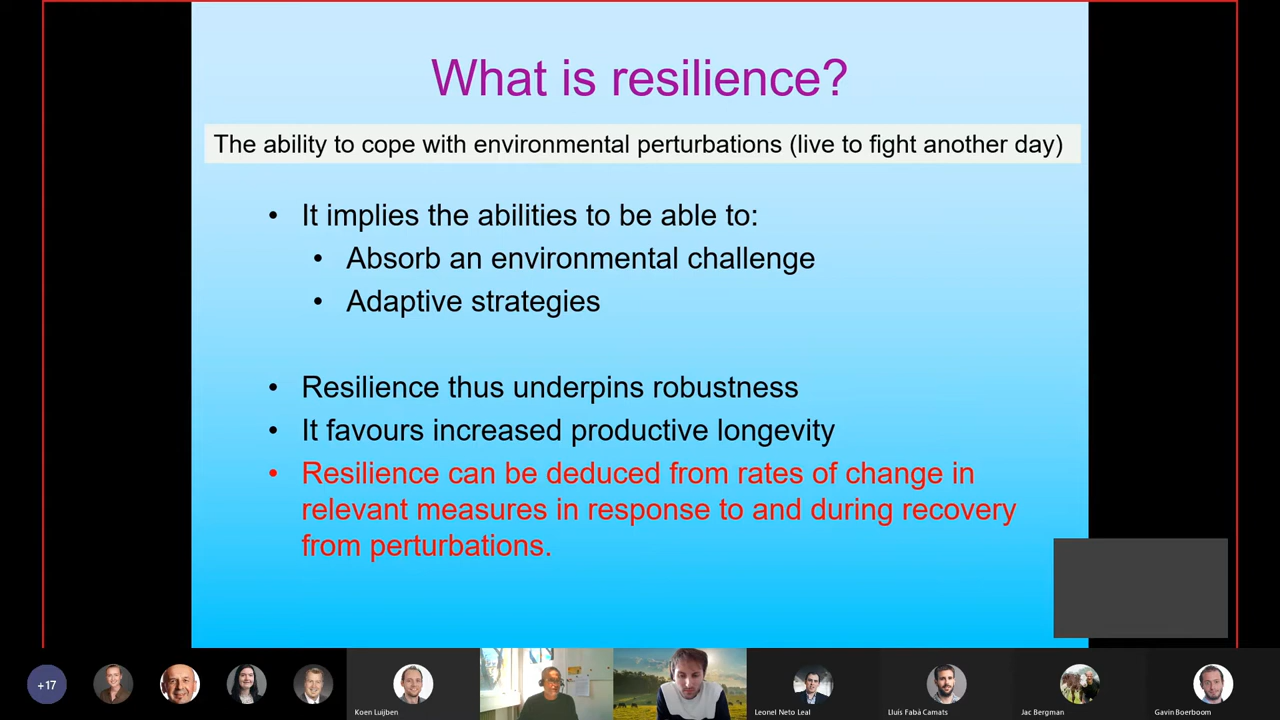 What is resilience?
The ability to cope with environmental perturbations (live to fight another day)
• It implies the abilities to be able to:
• Absorb an environmental challenge
• Adaptive strategies
• Resilience thus underpins robustness
• It favours increased productive longevity
• Resilience can be deduced from rates of change in
relevant measures in response to and during recovery
from perturbations.
+17
Koen Luijben
Leonel Neto Leal
Lluís Fabà Camats
Jac Bergman
Gavin Boerboom